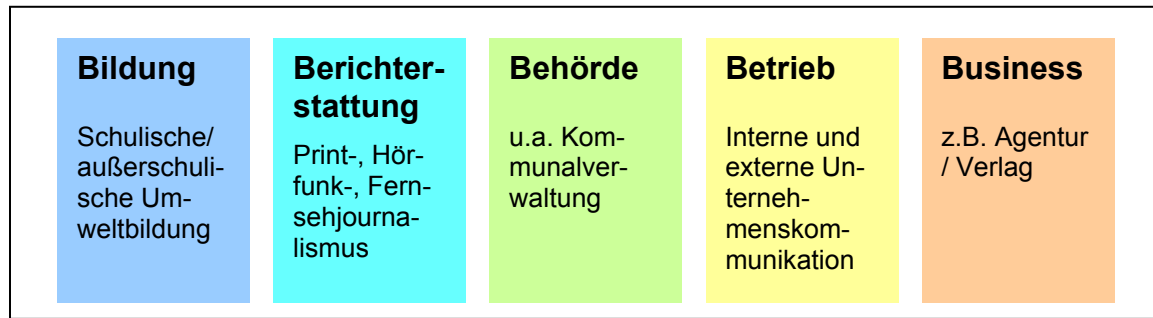 Bildung
Schulische/
außerschuli-
sche Um-
weltbildung
Berichter-
stattung
Print-, Hör-
funk-, Fern-
sehjourna-
lismus
Behörde
u.a. Kom-
munalver-
waltung
Betrieb
Interne und
externe Un-
terneh-
menskom-
munikation
Business
z.B. Agentur
/ Verlag